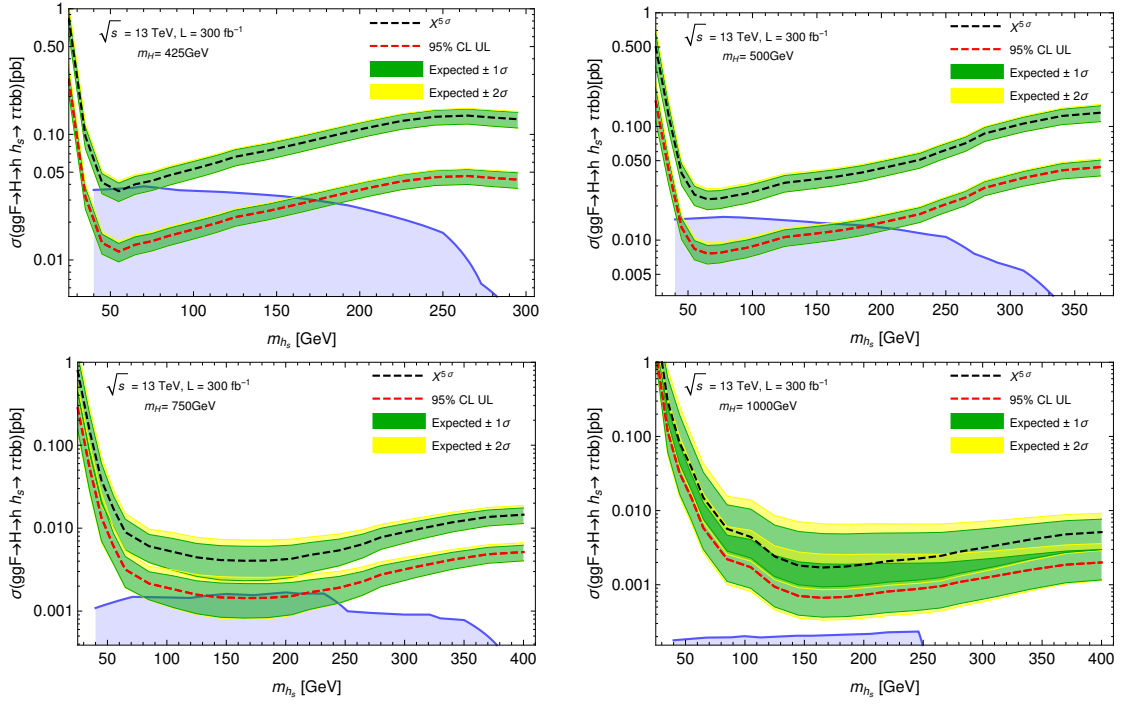 √s = 13 TeV, L = 300 fb⁻¹
m_H = 425GeV
X^5σ
95% CL UL
Expected ± 1σ
Expected ± 2σ
σ(ggF→H→h h_s→ ττbb)[pb]
0.50
0.10
0.05
0.01
50 100 150 200 250 300
m_{h_s} [GeV]
√s = 13 TeV, L = 300 fb⁻¹
m_H = 500GeV
X^5σ
95% CL UL
Expected ± 1σ
Expected ± 2σ
σ(ggF→H→h h_s→ ττbb)[pb]
1
0.500
0.100
0.050
0.010
0.005
50 100 150 200 250 300 350
m_{h_s} [GeV]
√s = 13 TeV, L = 300 fb⁻¹
m_H = 750GeV
X^5σ
95% CL UL
Expected ± 1σ
Expected ± 2σ
σ(ggF→H→h h_s→ ττbb)[pb]
1
0.100
0.010
0.001
50 100 150 200 250 300 350 400
m_{h_s} [GeV]
√s = 13 TeV, L = 300 fb⁻¹
m_H = 1000GeV
X^5σ
95% CL UL
Expected ± 1σ
Expected ± 2σ
σ(ggF→H→h h_s→ ττbb)[pb]
1
0.100
0.010
0.001
50 100 150 200 250 300 350 400
m_{h_s} [GeV]